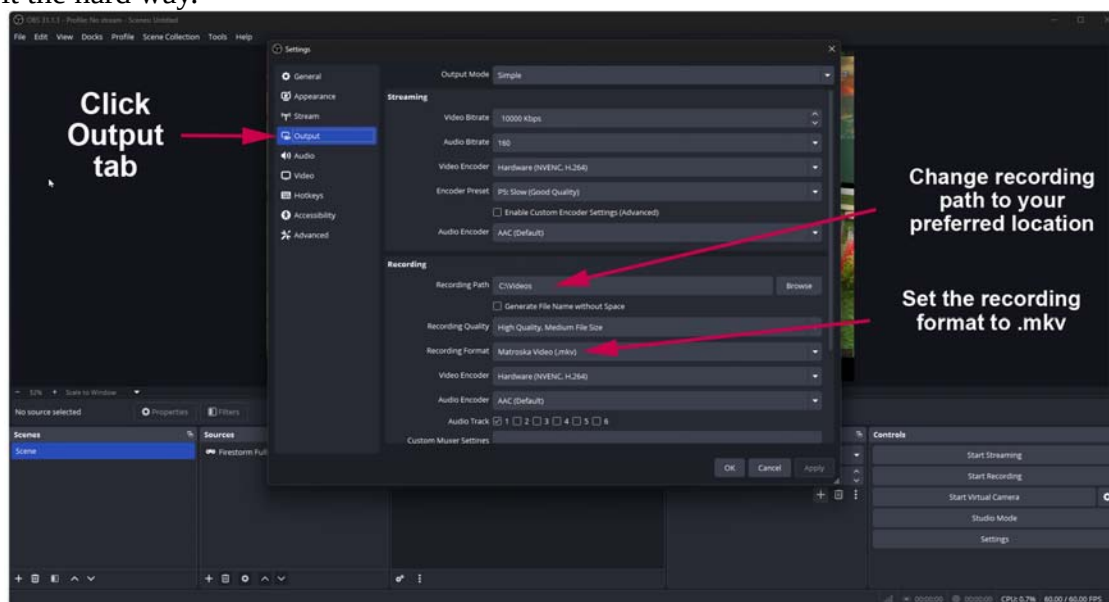 it the hard way.
OBS 31.1.1 - Profile: No stream - Scenes: Untitled
File Edit View Docks Profile Scene Collection Tools Help
Settings
General
Appearance
Stream
Output
Audio
Video
Hotkeys
Accessibility
Advanced
Click
Output
tab
Output Mode Simple
Streaming
Video Bitrate 10000 Kbps
Audio Bitrate 160
Video Encoder Hardware (NVENC, H.264)
Encoder Preset P5: Slow (Good Quality)
Enable Custom Encoder Settings (Advanced)
Audio Encoder AAC (Default)
Recording
Recording Path C:\Videos Browse
Generate File Name without Space
Recording Quality High Quality, Medium File Size
Recording Format Matroska Video (.mkv)
Video Encoder Hardware (NVENC, H.264)
Audio Encoder AAC (Default)
Audio Track 1 2 3 4 5 6
Custom Muxer Settings
OK Cancel Apply
Change recording
path to your
preferred location
Set the recording
format to .mkv
- 32% + Scale to Window
No source selected Properties Filters
Scenes
Scene
Sources
Firestorm Full
Controls
Start Streaming
Start Recording
Start Virtual Camera
Studio Mode
Settings
00:00:00 00:00:00 CPU: 0.7% 60.00 / 60.00 FPS